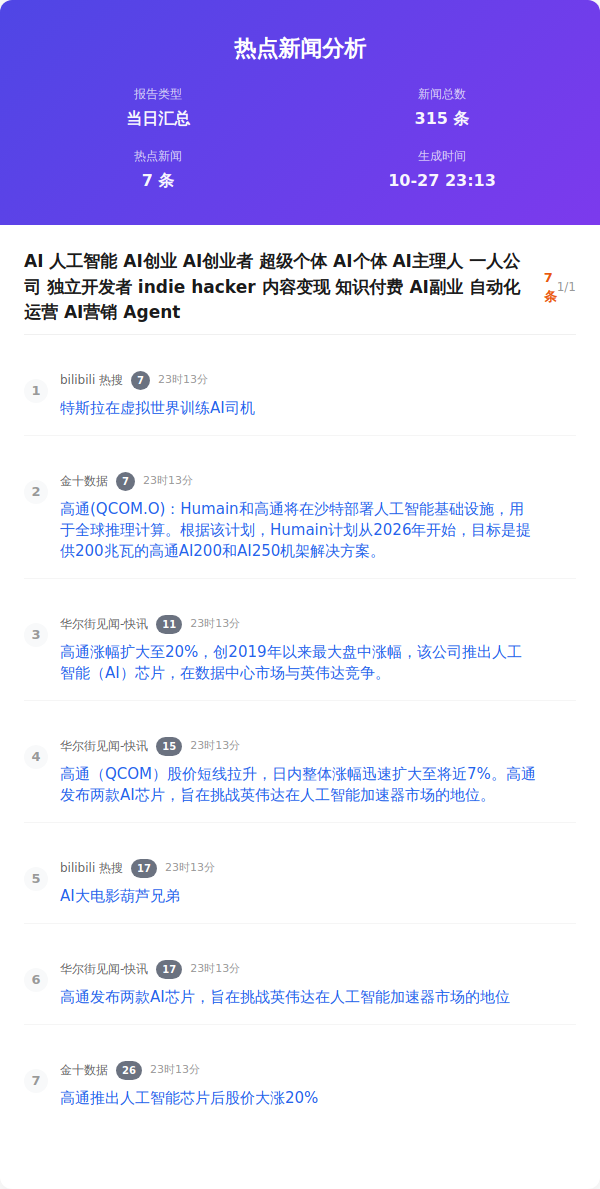 热点新闻分析
报告类型
新闻总数
当日汇总
315 条
热点新闻
生成时间
7 条
10-27 23:13
AI 人工智能 AI创业 AI创业者 超级个体 AI个体 AI主理人 一人公
司 独立开发者 indie hacker 内容变现 知识付费 AI副业 自动化
运营 AI营销 Agent
7
条
1/1
1
bilibili 热搜 7 23时13分
特斯拉在虚拟世界训练AI司机
2
金十数据 7 23时13分
高通(QCOM.O)：Humain和高通将在沙特部署人工智能基础设施，用
于全球推理计算。根据该计划，Humain计划从2026年开始，目标是提
供200兆瓦的高通AI200和AI250机架解决方案。
3
华尔街见闻-快讯 11 23时13分
高通涨幅扩大至20%，创2019年以来最大盘中涨幅，该公司推出人工
智能（AI）芯片，在数据中心市场与英伟达竞争。
4
华尔街见闻-快讯 15 23时13分
高通（QCOM）股价短线拉升，日内整体涨幅迅速扩大至将近7%。高通
发布两款AI芯片，旨在挑战英伟达在人工智能加速器市场的地位。
5
bilibili 热搜 17 23时13分
AI大电影葫芦兄弟
6
华尔街见闻-快讯 17 23时13分
高通发布两款AI芯片，旨在挑战英伟达在人工智能加速器市场的地位
7
金十数据 26 23时13分
高通推出人工智能芯片后股价大涨20%